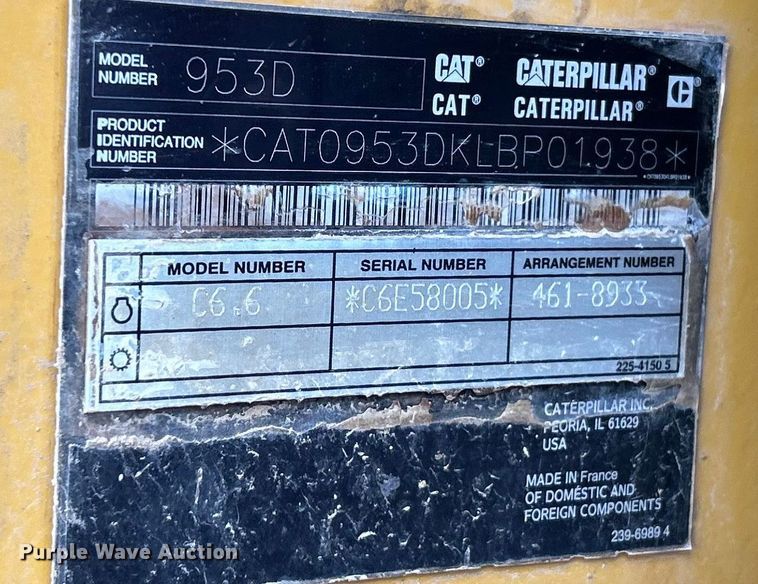 MODEL NUMBER 953D CAT® CATERPILLAR® C®
CAT® CATERPILLAR®
PRODUCT IDENTIFICATION NUMBER *CAT0953DKLBP01938*
*CAT0953DKLBP01938*
MODEL NUMBER SERIAL NUMBER ARRANGEMENT NUMBER
C6.6 *C6E58005* 461-8933
225-4150 5
CATERPILLAR INC.
PEORIA, IL 61629
USA
MADE IN France
OF DOMESTIC AND
FOREIGN COMPONENTS
239-6989 4
Purple Wave Auction